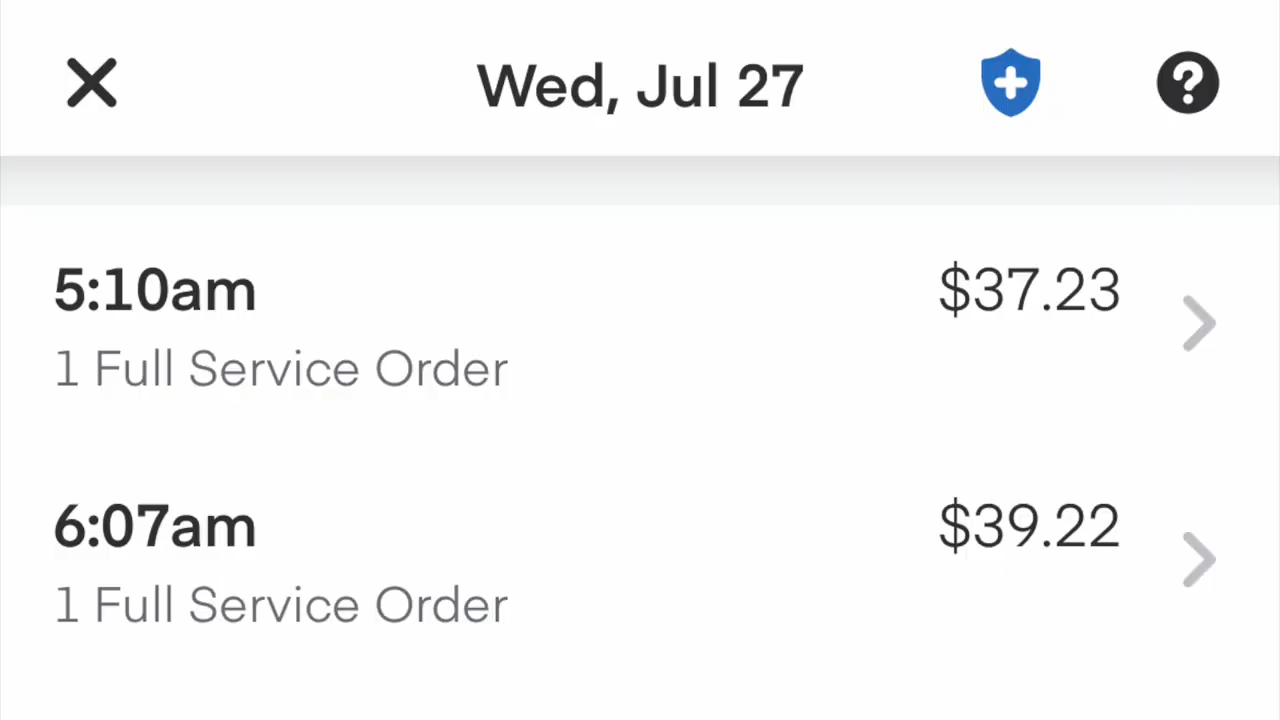 Wed, Jul 27
5:10am
$37.23
1 Full Service Order
6:07am
$39.22
1 Full Service Order